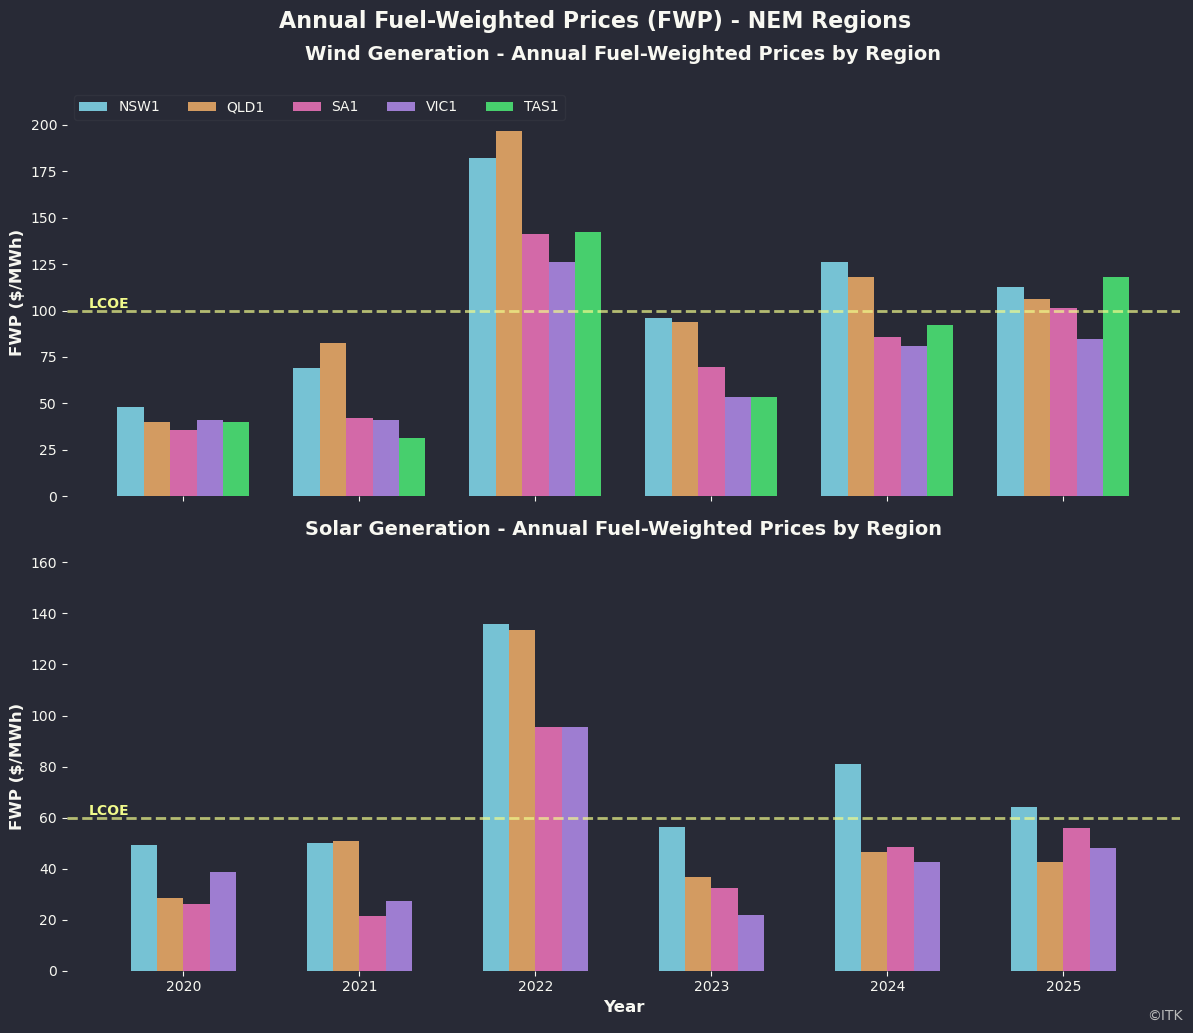 Annual Fuel-Weighted Prices (FWP) - NEM Regions
Wind Generation - Annual Fuel-Weighted Prices by Region
NSW1 QLD1 SA1 VIC1 TAS1
200
175
150
125
100
75
50
25
0
FWP ($/MWh)
LCOE
Solar Generation - Annual Fuel-Weighted Prices by Region
160
140
120
100
80
60
40
20
0
FWP ($/MWh)
LCOE
2020 2021 2022 2023 2024 2025
Year
©ITK